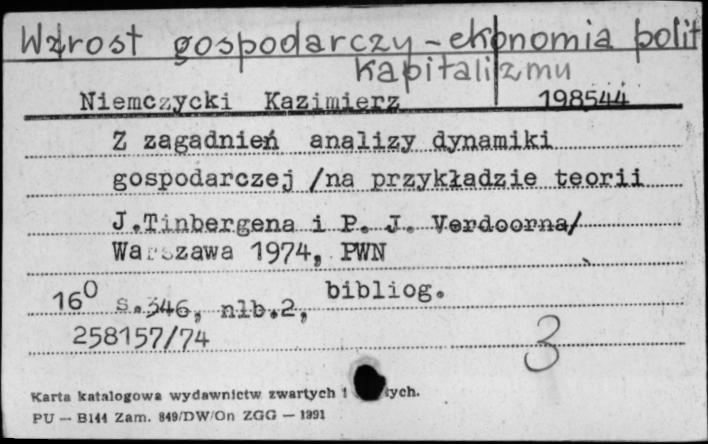 Wzrost gospodarczy – ekonomia polit
kapitalizmu
Niemczycki Kazimierz 198544
Z zagadnień analizy dynamiki
gospodarczej /na przykładzie teorii
J.Tinbergena i P. J. Verdoorna/
Warszawa 1974, PWN
bibliog.
16⁰ s.346, nlb.2,
258157/74
3
Karta katalogowa wydawnictw zwartych i
PU — B144 Zam. 849/DW/On ZGG — 1991